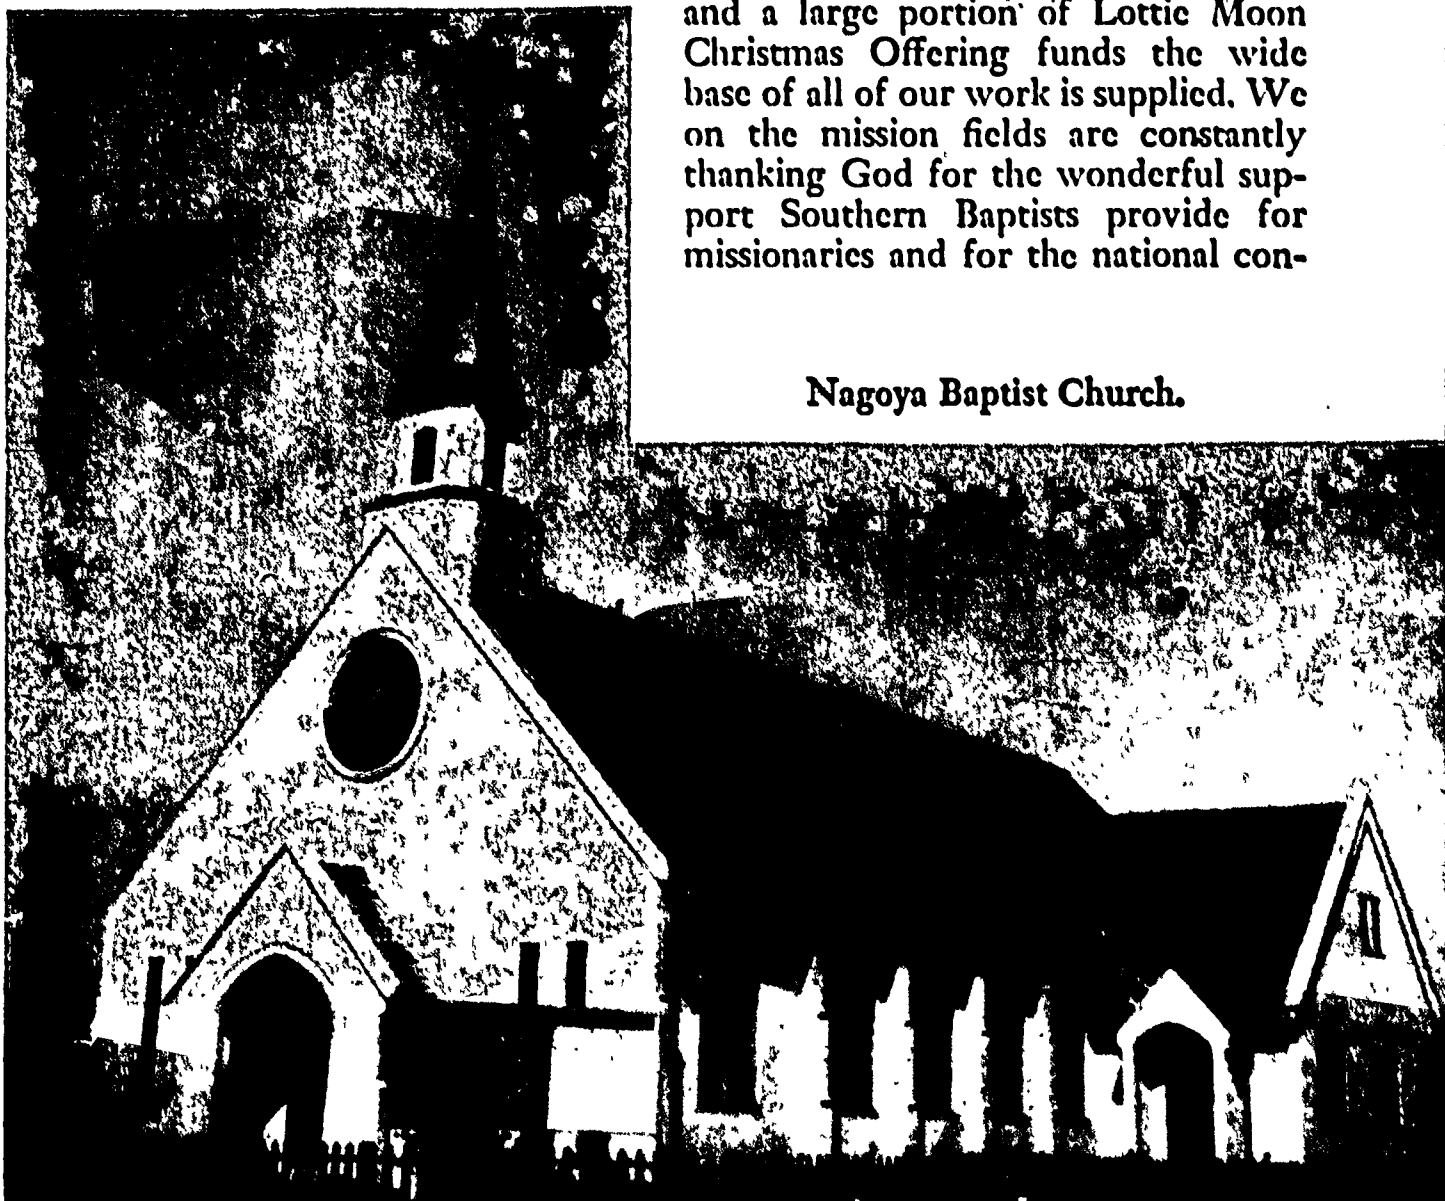 and a large portion of Lottie Moon
Christmas Offering funds the wide
base of all of our work is supplied. We
on the mission fields are constantly
thanking God for the wonderful sup-
port Southern Baptists provide for
missionaries and for the national con-
Nagoya Baptist Church.